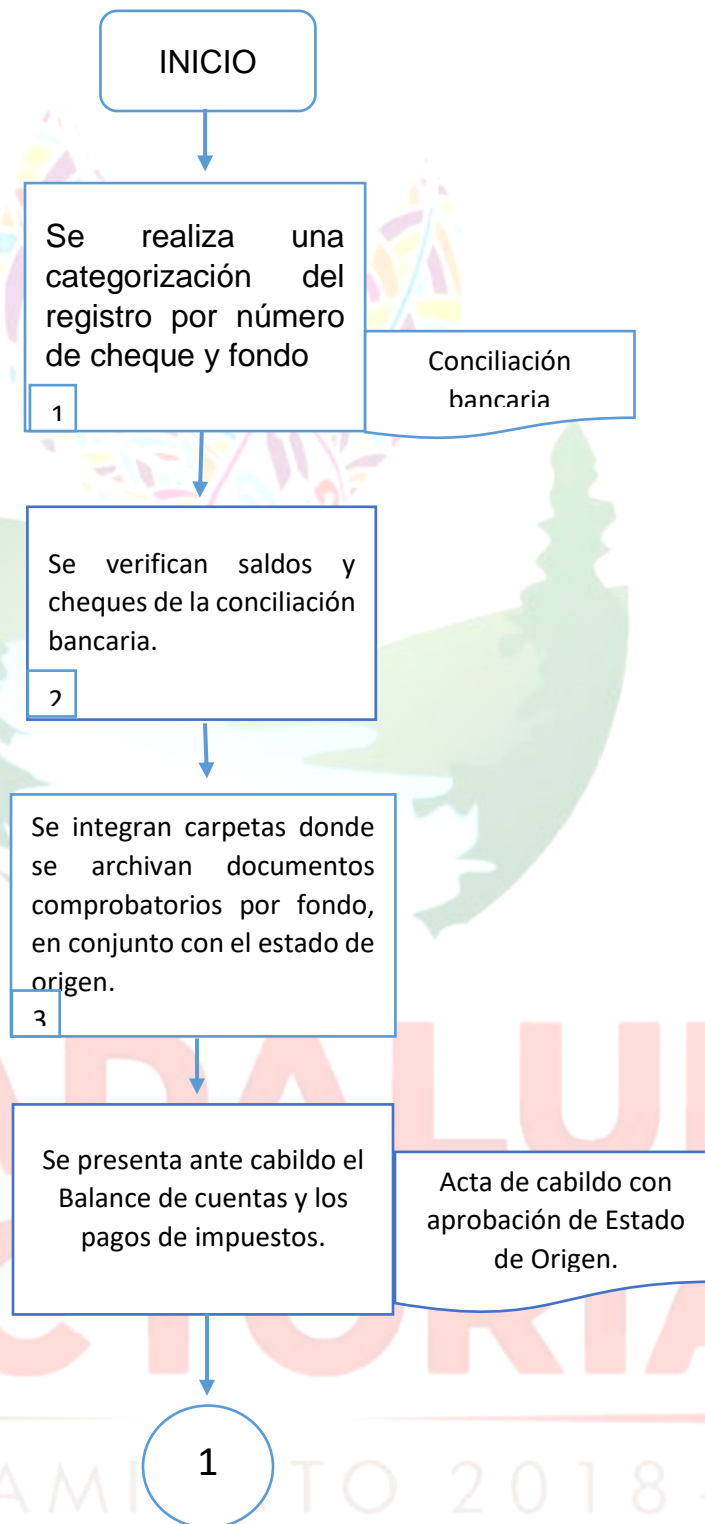 INICIO
Se realiza una
categorización del
registro por número
de cheque y fondo
1
Conciliación
bancaria
Se verifican saldos y
cheques de la conciliación
bancaria.
2
Se integran carpetas donde
se archivan documentos
comprobatorios por fondo,
en conjunto con el estado de
origen.
3
Se presenta ante cabildo el
Balance de cuentas y los
pagos de impuestos.
Acta de cabildo con
aprobación de Estado
de Origen.
1
TO 2018